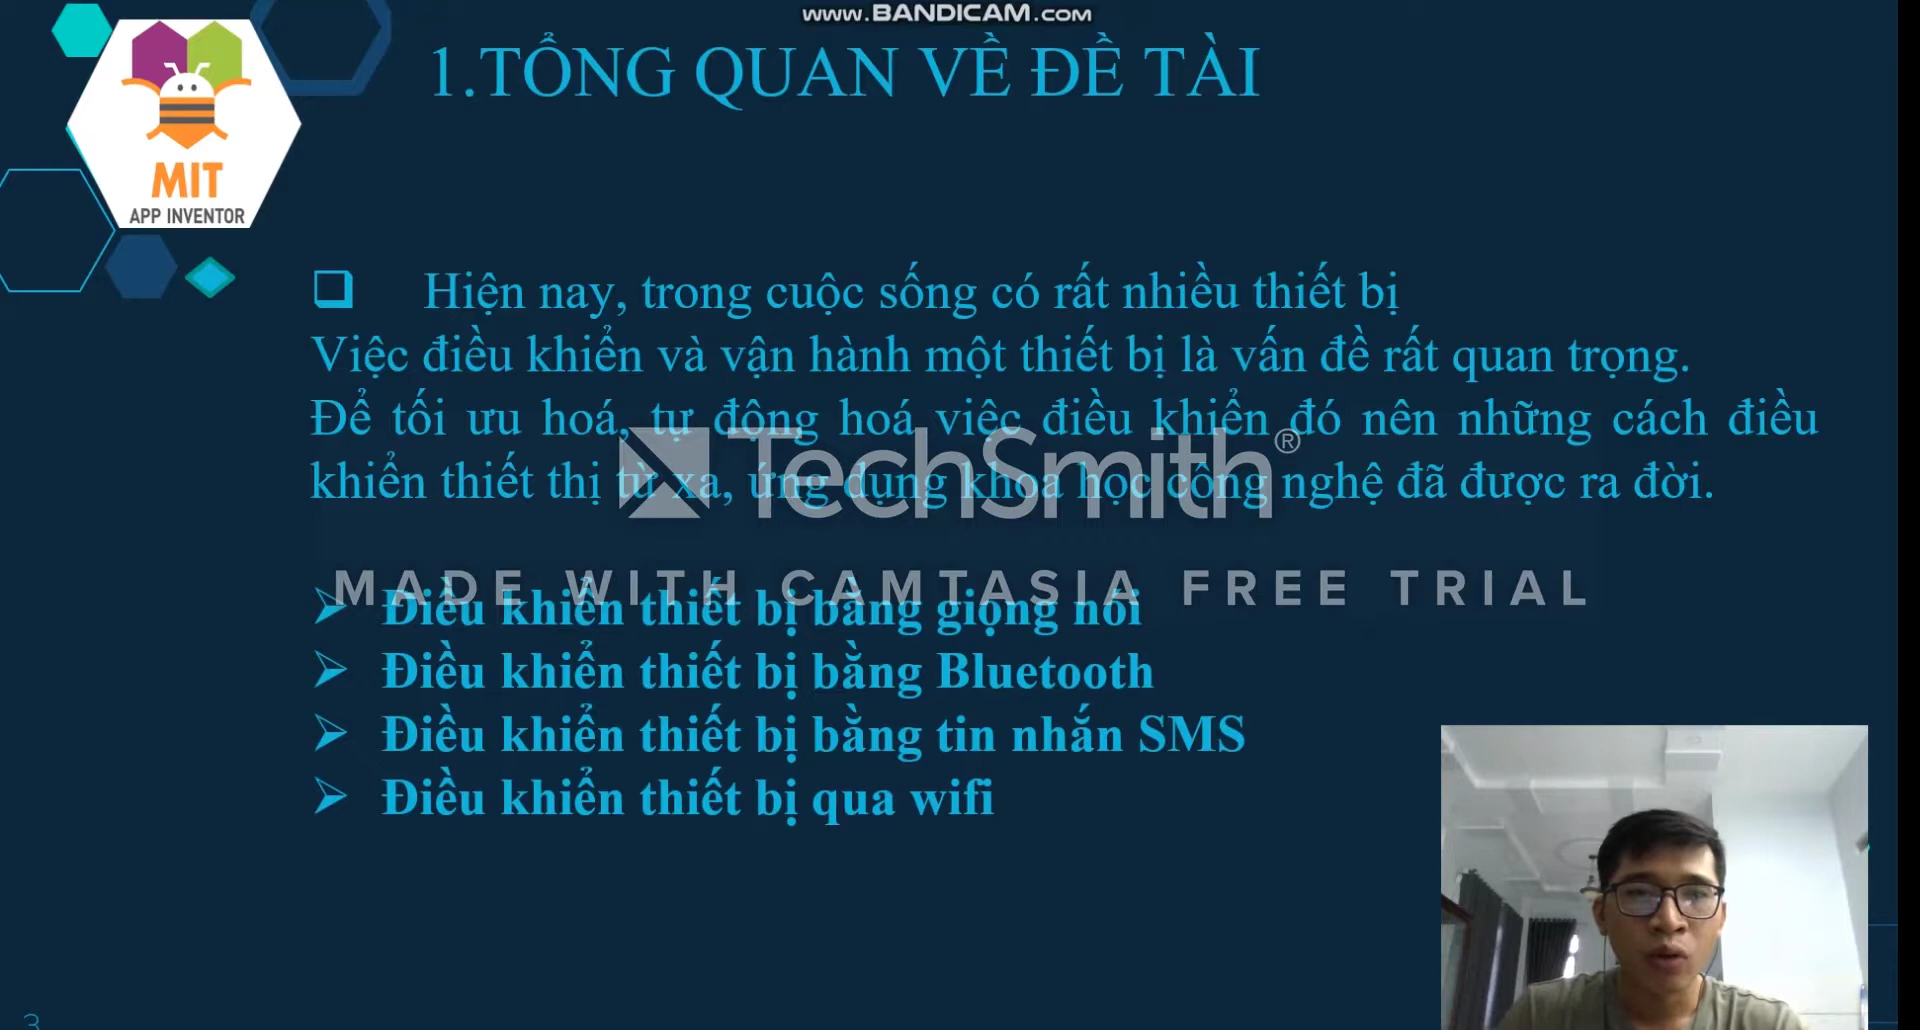 www.BANDICAM.com
1.TỔNG QUAN VỀ ĐỀ TÀI
MIT
APP INVENTOR
Hiện nay, trong cuộc sống có rất nhiều thiết bị
Việc điều khiển và vận hành một thiết bị là vấn đề rất quan trọng.
Để tối ưu hoá, tự động hoá việc điều khiển đó nên những cách điều
khiển thiết thị từ xa, ứng dụng khoa học công nghệ đã được ra đời.
TechSmith®
MADE WITH CAMTASIA FREE TRIAL
Điều khiển thiết bị bằng giọng nói
Điều khiển thiết bị bằng Bluetooth
Điều khiển thiết bị bằng tin nhắn SMS
Điều khiển thiết bị qua wifi
3